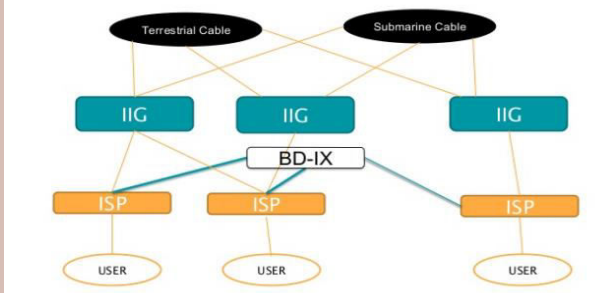 Terrestrial Cable
Submarine Cable
IIG
IIG
IIG
BD-IX
ISP
ISP
ISP
USER
USER
USER